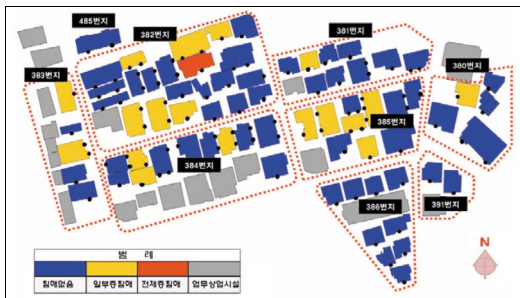 485번지
382번지
381번지
383번지
380번지
385번지
384번지
386번지
391번지
N
범 례
침해없음
일부층침해
전체층침해
업무상업시설